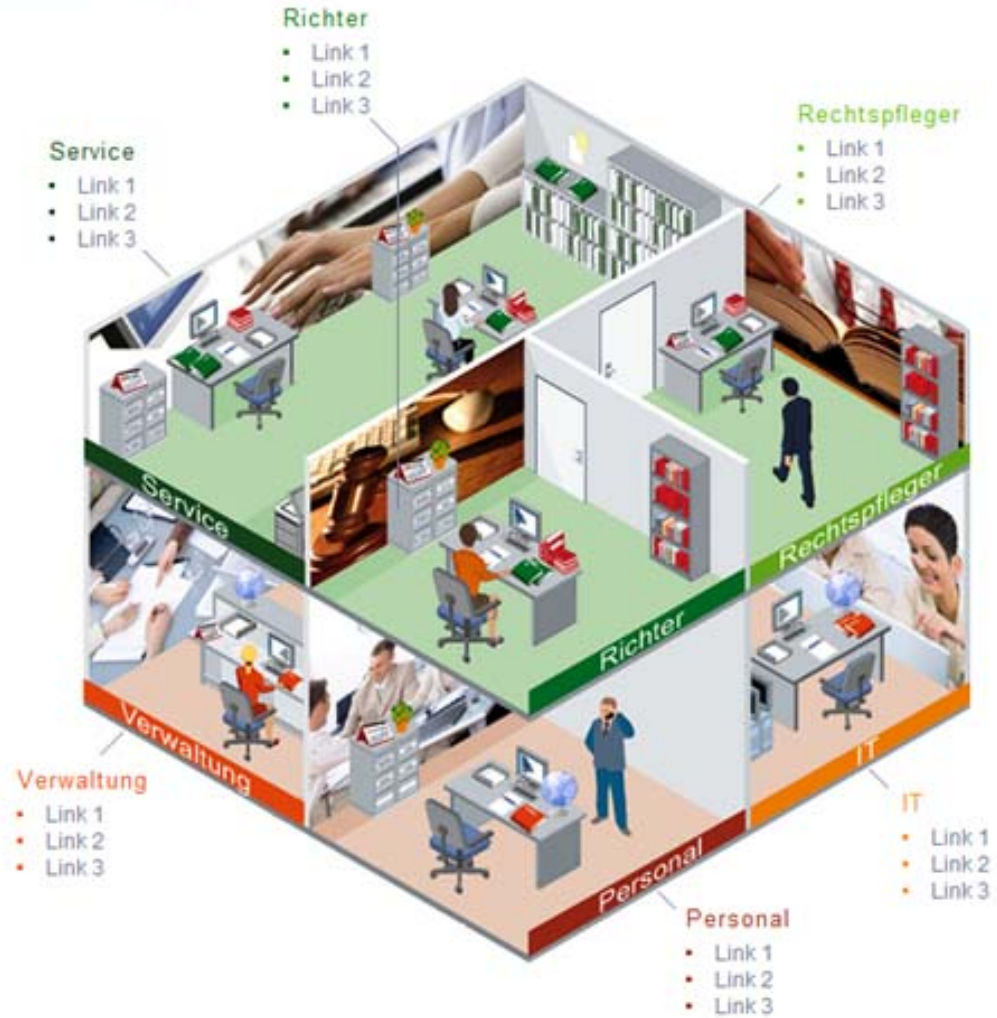 Richter
Link 1
Link 2
Link 3
Rechtspfleger
Link 1
Link 2
Link 3
Service
Link 1
Link 2
Link 3
Service
Rechtspfleger
Richter
Verwaltung
IT
Personal
Verwaltung
Link 1
Link 2
Link 3
IT
Link 1
Link 2
Link 3
Personal
Link 1
Link 2
Link 3